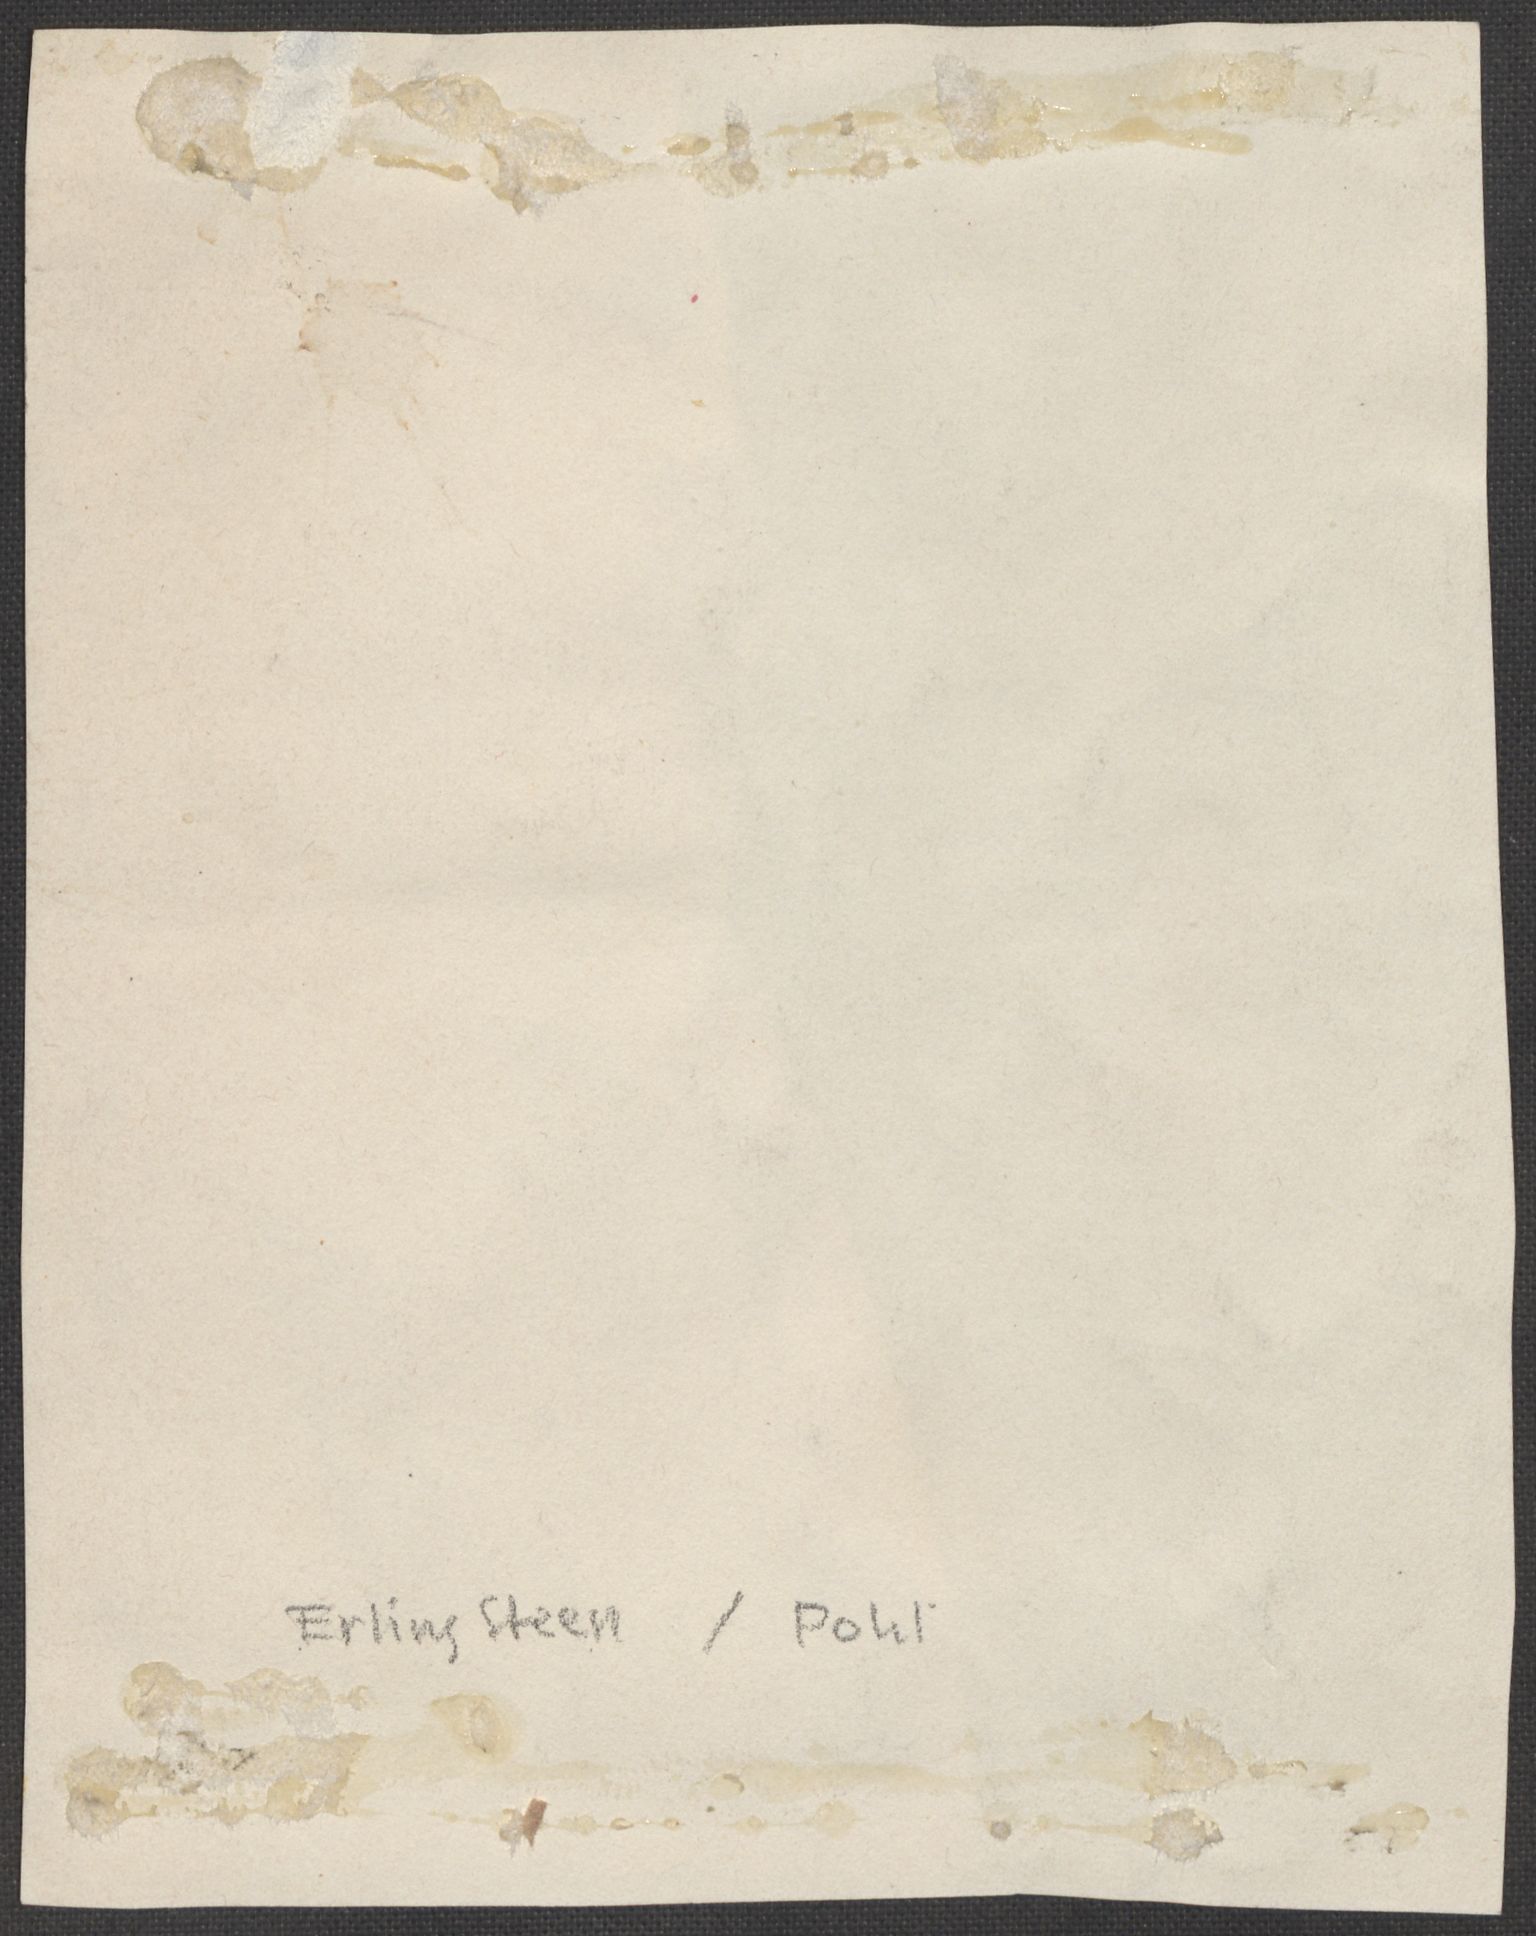 Erling Steen / Pohl